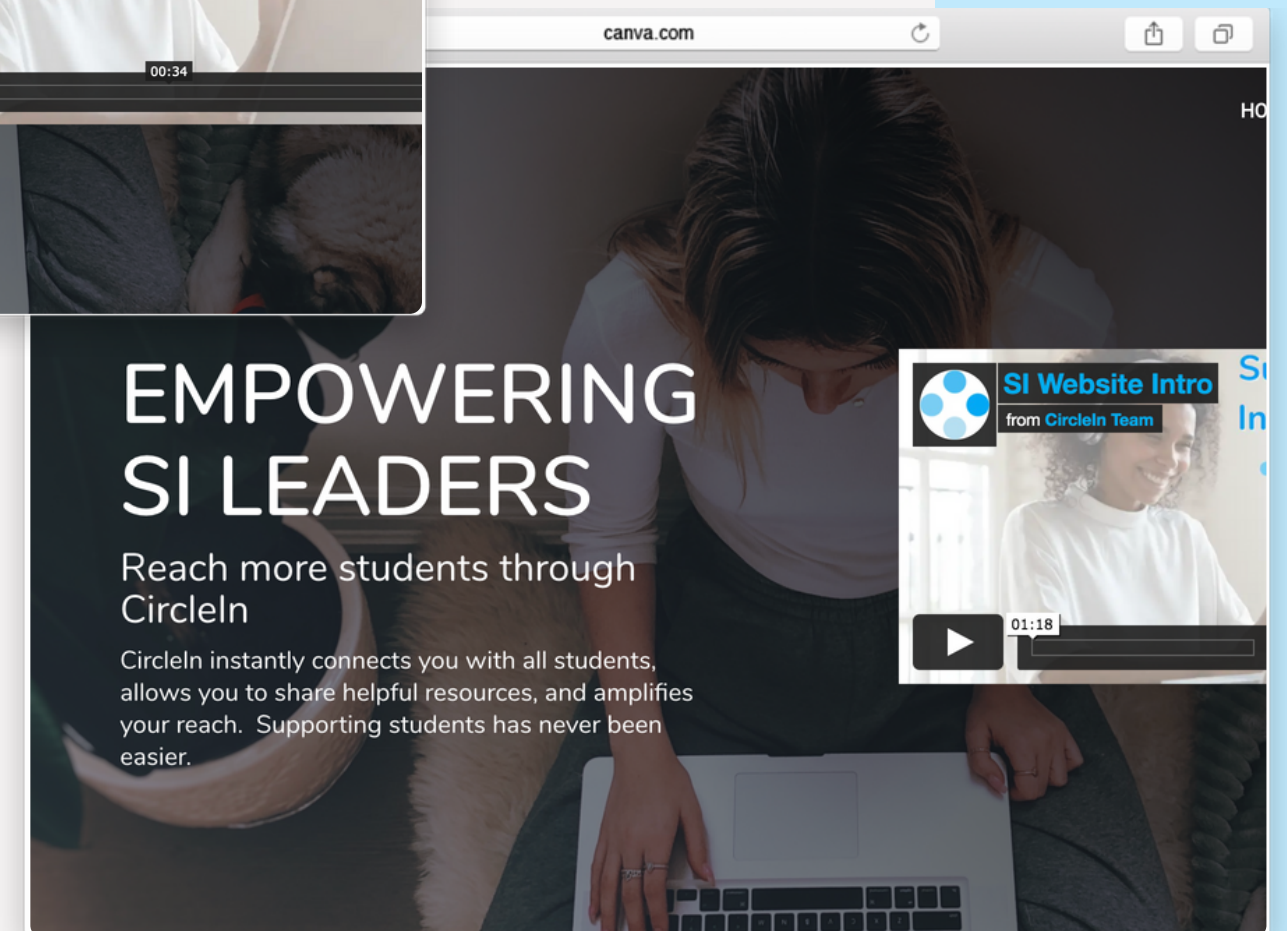 00:34
canva.com
HO
EMPOWERING
SI LEADERS
Reach more students through
CircleIn
CircleIn instantly connects you with all students,
allows you to share helpful resources, and amplifies
your reach.  Supporting students has never been
easier.
SI Website Intro
from CircleIn Team
Su
In
01:18